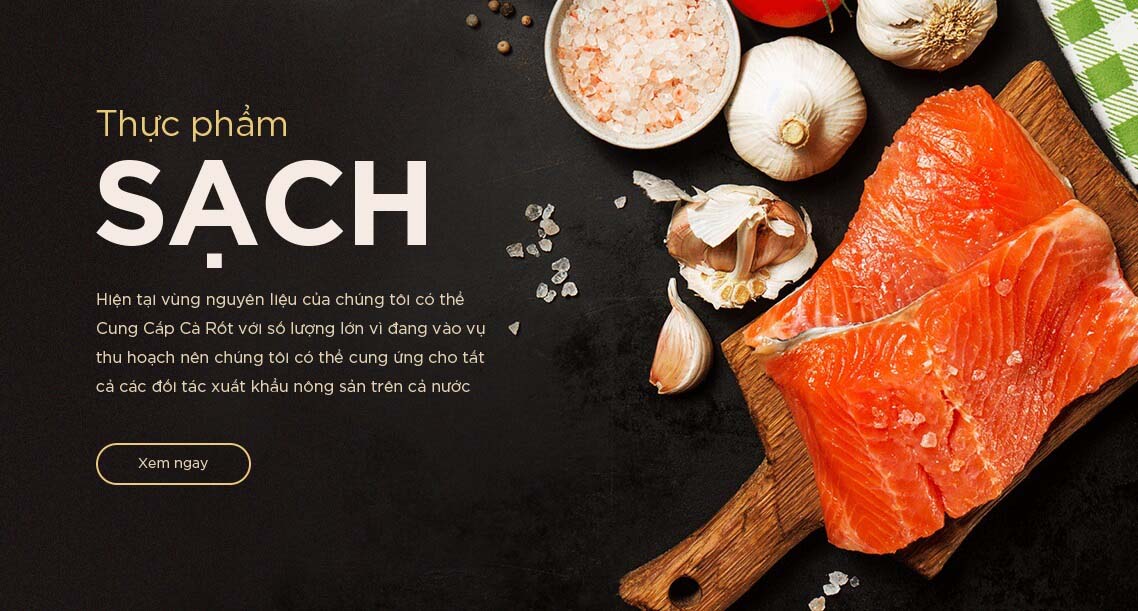 Thực phẩm
SẠCH
Hiện tại vùng nguyên liệu của chúng tôi có thể
Cung Cấp Cà Rốt với số lượng lớn vì đang vào vụ
thu hoạch nên chúng tôi có thể cung ứng cho tất
cả các đối tác xuất khẩu nông sản trên cả nước
Xem ngay